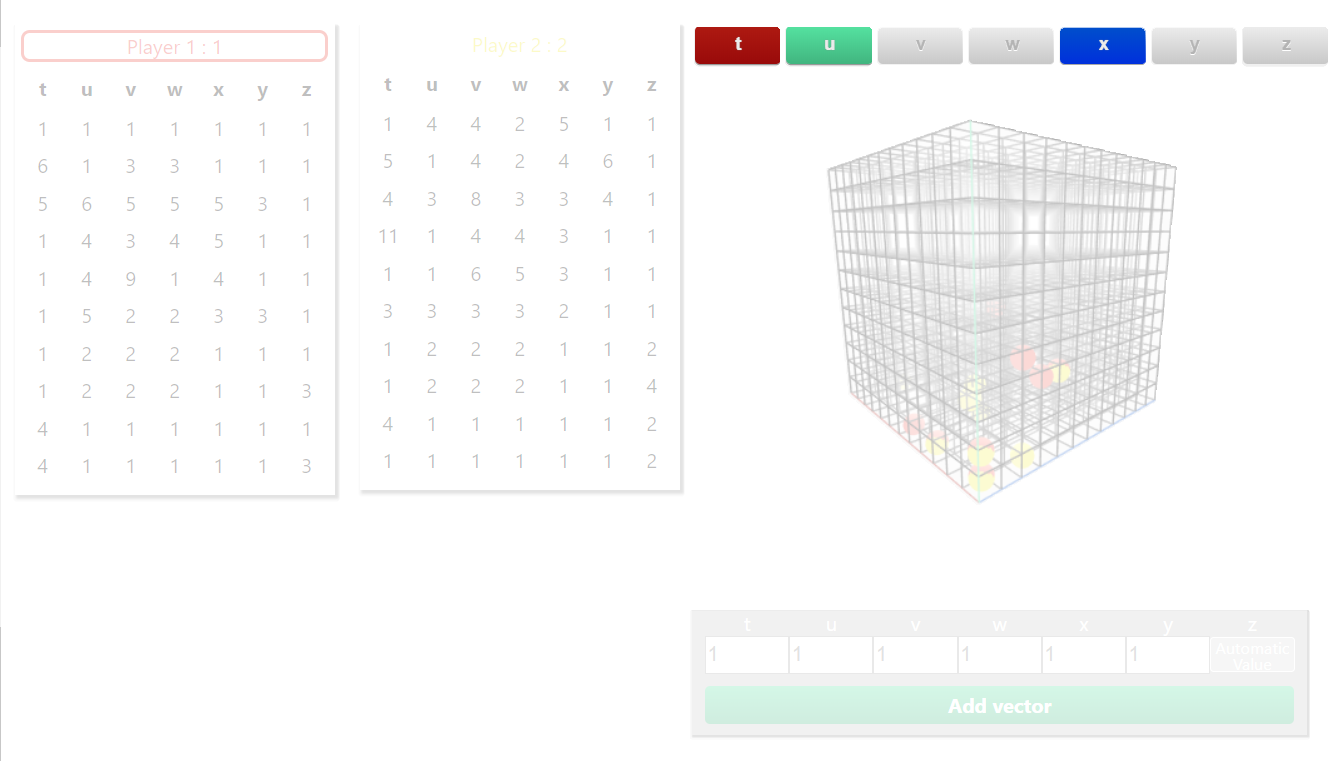 Player 1 : 1
t u v w x y z
1 1 1 1 1 1 1
6 1 3 3 1 1 1
5 6 5 5 5 3 1
1 4 3 4 5 1 1
1 4 9 1 4 1 1
1 5 2 2 3 3 1
1 2 2 2 1 1 1
1 2 2 2 1 1 3
4 1 1 1 1 1 1
4 1 1 1 1 1 3
Player 2 : 2
t u v w x y z
1 4 4 2 5 1 1
5 1 4 2 4 6 1
4 3 8 3 3 4 1
11 1 4 4 3 1 1
1 1 6 5 3 1 1
3 3 3 3 2 1 1
1 2 2 2 1 1 2
1 2 2 2 1 1 4
4 1 1 1 1 1 2
1 1 1 1 1 1 2
t u v w x y z
t u v w x y z
1 1 1 1 1 1 Automatic
Value
Add vector